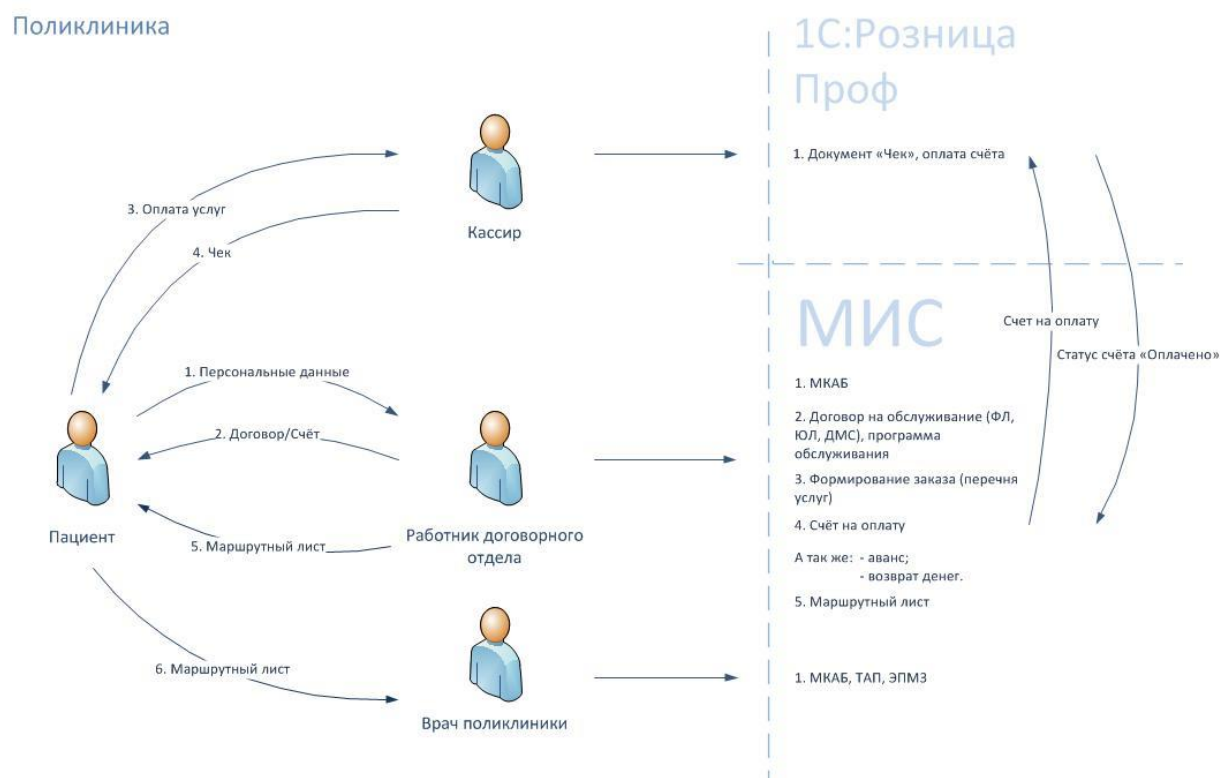 Поликлиника
1С:Розница
Проф
1. Документ «Чек», оплата счёта
3. Оплата услуг
Кассир
4. Чек
МИС
Счет на оплату
Статус счёта «Оплачено»
1. Персональные данные
1. МКАБ
2. Договор/Счёт
2. Договор на обслуживание (ФЛ,
ЮЛ, ДМС), программа
обслуживания
3. Формирование заказа (перечня
услуг)
4. Счёт на оплату
Пациент
Работник договорного
отдела
5. Маршрутный лист
А так же: - аванс;
- возврат денег.
5. Маршрутный лист
6. Маршрутный лист
1. МКАБ, ТАП, ЭПМЗ
Врач поликлиники